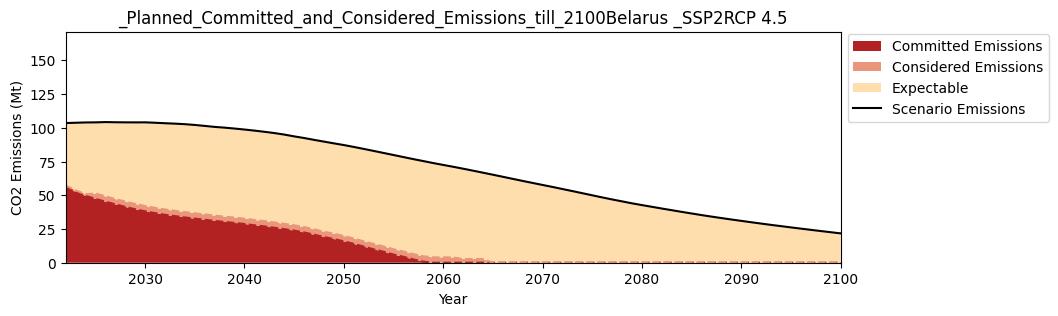 _Planned_Committed_and_Considered_Emissions_till_2100Belarus _SSP2RCP 4.5
CO2 Emissions (Mt)
150
125
100
75
50
25
0
2030 2040 2050 2060 2070 2080 2090 2100
Year
Committed Emissions
Considered Emissions
Expectable
Scenario Emissions